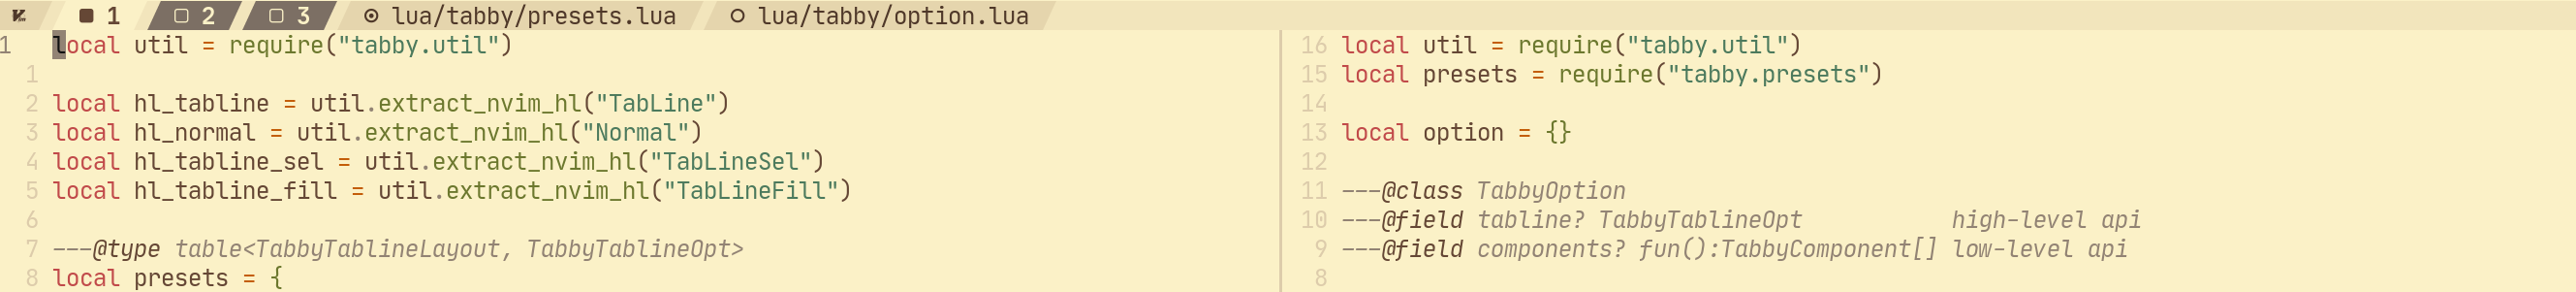 1 2 3 lua/tabby/presets.lua lua/tabby/option.lua
1 local util = require("tabby.util")
1
2 local hl_tabline = util.extract_nvim_hl("TabLine")
3 local hl_normal = util.extract_nvim_hl("Normal")
4 local hl_tabline_sel = util.extract_nvim_hl("TabLineSel")
5 local hl_tabline_fill = util.extract_nvim_hl("TabLineFill")
6
7 ---@type table<TabbyTablineLayout, TabbyTablineOpt>
8 local presets = {
16 local util = require("tabby.util")
15 local presets = require("tabby.presets")
14
13 local option = {}
12
11 ---@class TabbyOption
10 ---@field tabline? TabbyTablineOpt           high-level api
9 ---@field components? fun():TabbyComponent[] low-level api
8